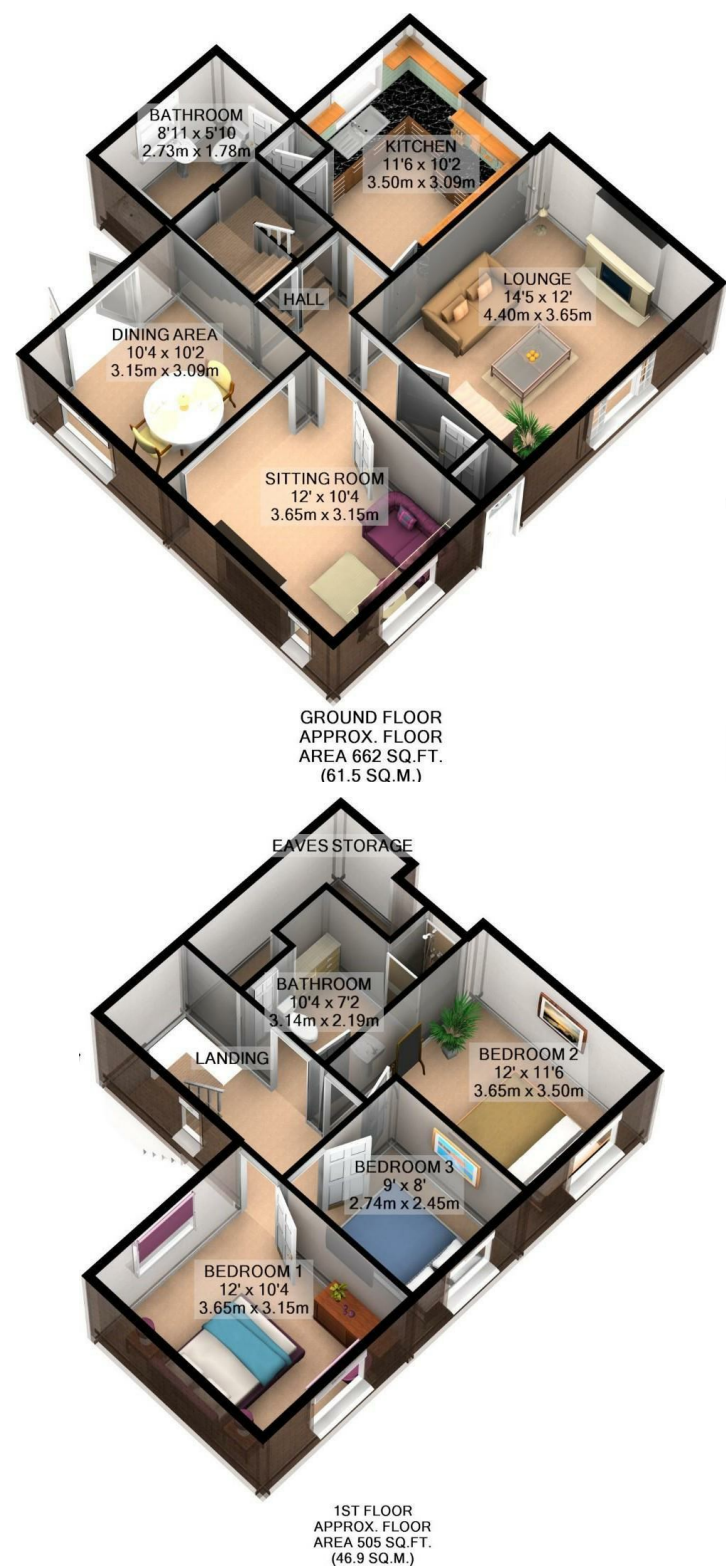 BATHROOM
8'11 x 5'10
2.73m x 1.78m
KITCHEN
11'6 x 10'2
3.50m x 3.09m
LOUNGE
14'5 x 12'
4.40m x 3.65m
HALL
DINING AREA
10'4 x 10'2
3.15m x 3.09m
SITTING ROOM
12' x 10'4
3.65m x 3.15m
GROUND FLOOR
APPROX. FLOOR
AREA 662 SQ.FT.
(61.5 SQ.M.)
EAVES STORAGE
BATHROOM
10'4 x 7'2
3.14m x 2.19m
LANDING
BEDROOM 2
12' x 11'6
3.65m x 3.50m
BEDROOM 3
9' x 8'
2.74m x 2.45m
BEDROOM 1
12' x 10'4
3.65m x 3.15m
1ST FLOOR
APPROX. FLOOR
AREA 505 SQ.FT.
(46.9 SQ.M.)